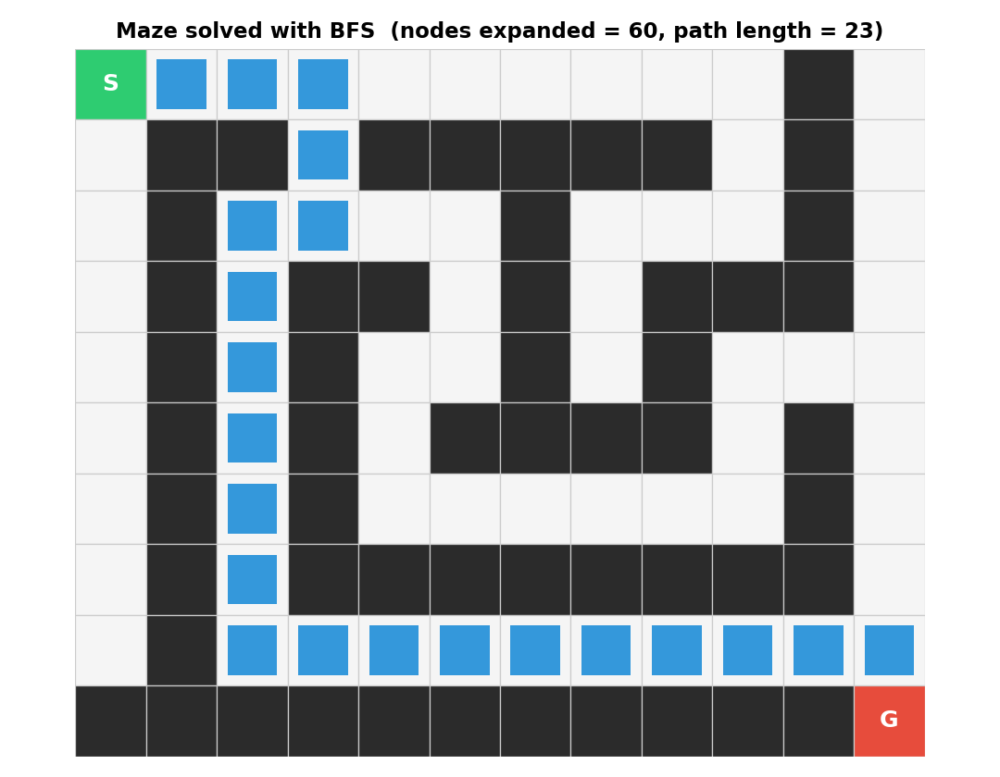 Maze solved with BFS  (nodes expanded = 60, path length = 23)
S
G